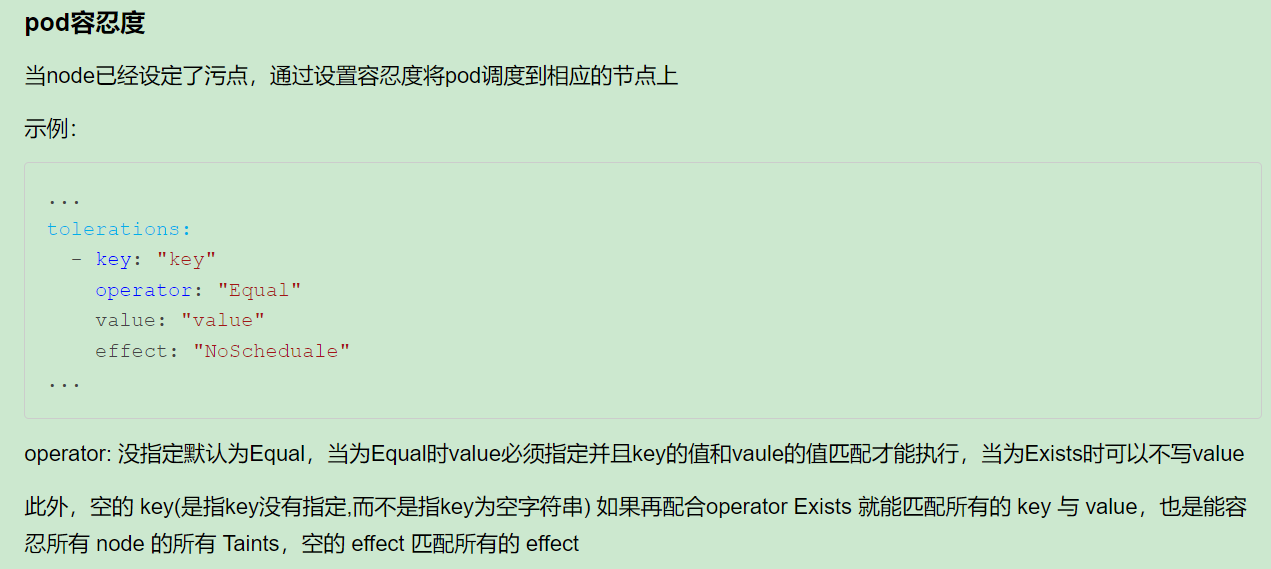 pod容忍度
当node已经设定了污点，通过设置容忍度将pod调度到相应的节点上
示例：
...
tolerations:
  - key: "key"
    operator: "Equal"
    value: "value"
    effect: "NoScheduale"
...
operator: 没指定默认为Equal，当为Equal时value必须指定并且key的值和vaule的值匹配才能执行，当为Exists时可以不写value
此外，空的 key(是指key没有指定,而不是指key为空字符串) 如果再配合operator Exists 就能匹配所有的 key 与 value，也是能容
忍所有 node 的所有 Taints，空的 effect 匹配所有的 effect